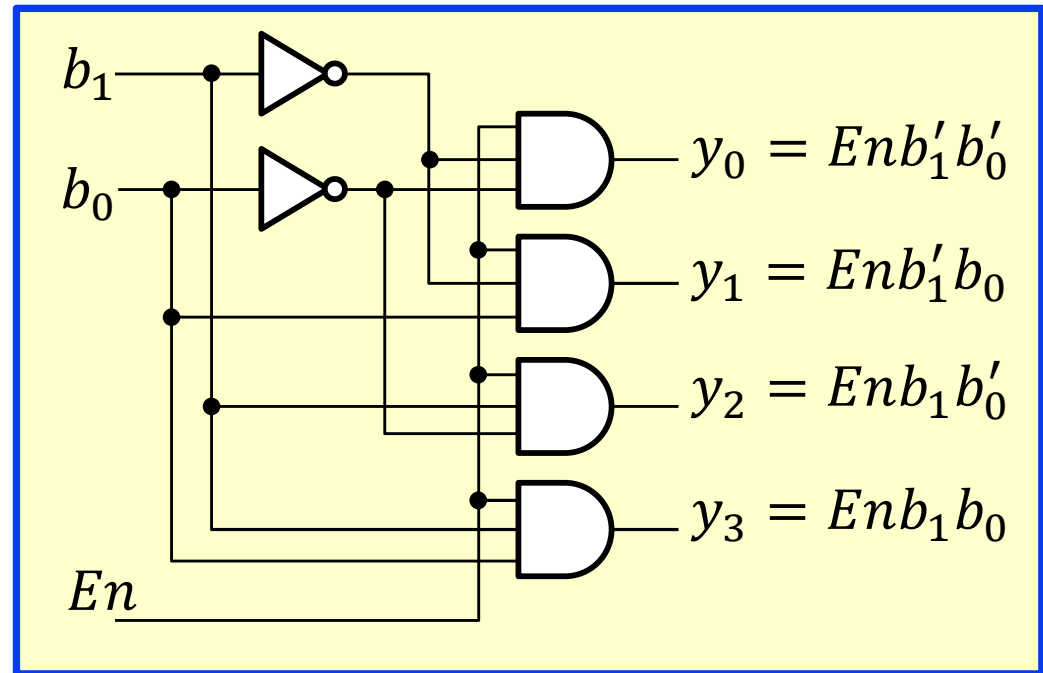 b₁
b₀
y₀ = Enb₁′b₀′
y₁ = Enb₁′b₀
y₂ = Enb₁b₀′
y₃ = Enb₁b₀
En